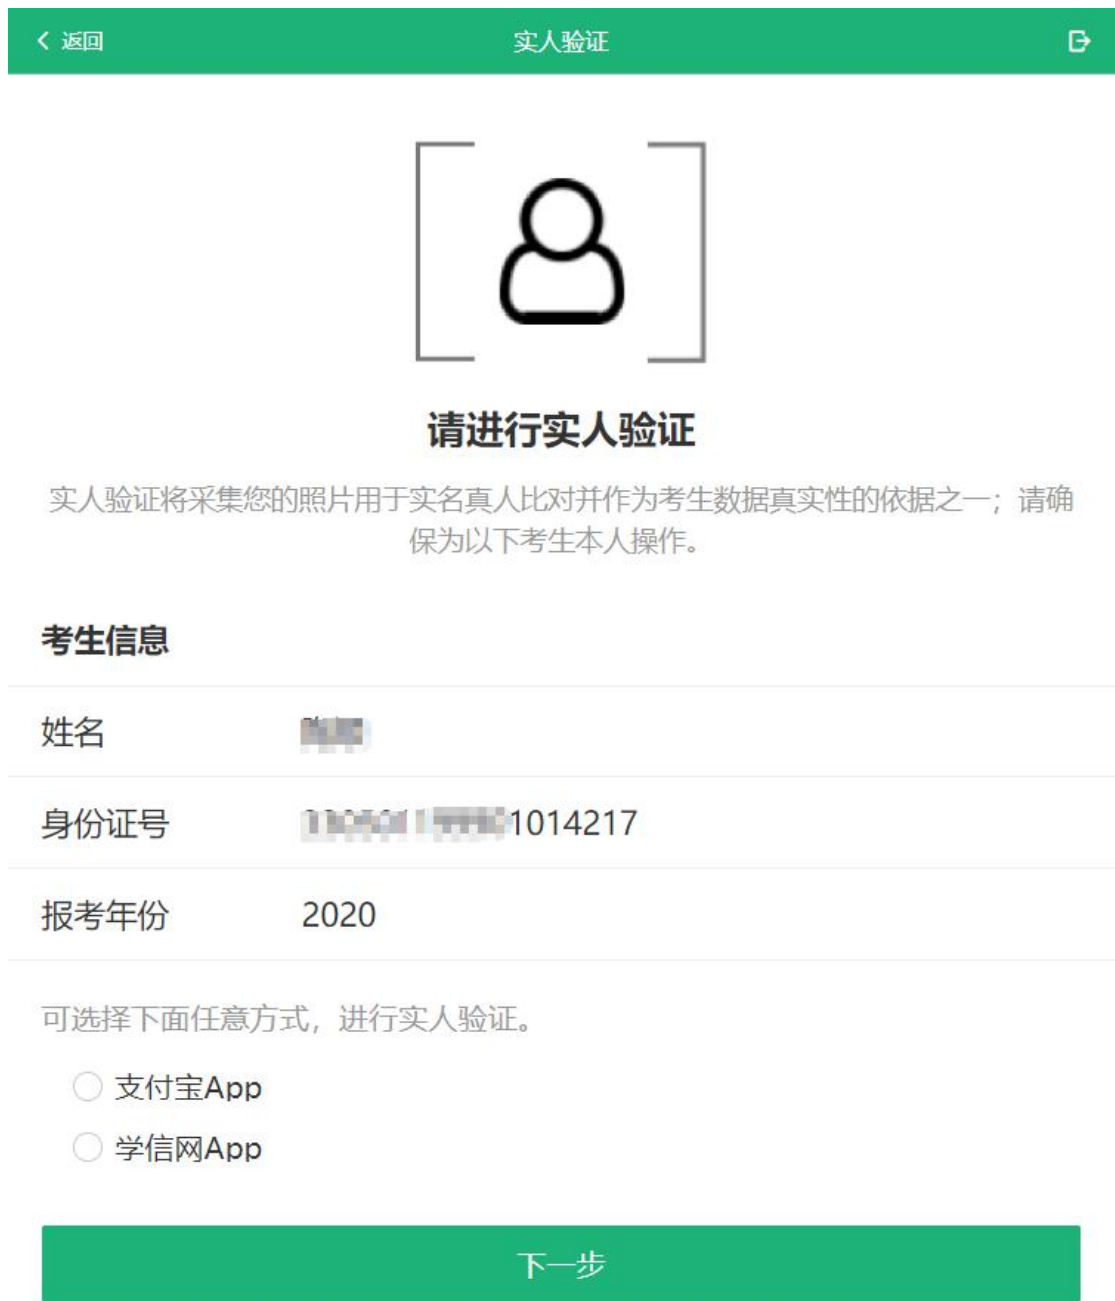 返回
实人验证
请进行实人验证
实人验证将采集您的照片用于实名真人比对并作为考生数据真实性的依据之一；请确
保为以下考生本人操作。
考生信息
姓名
身份证号 1014217
报考年份 2020
可选择下面任意方式，进行实人验证。
支付宝App
学信网App
下一步